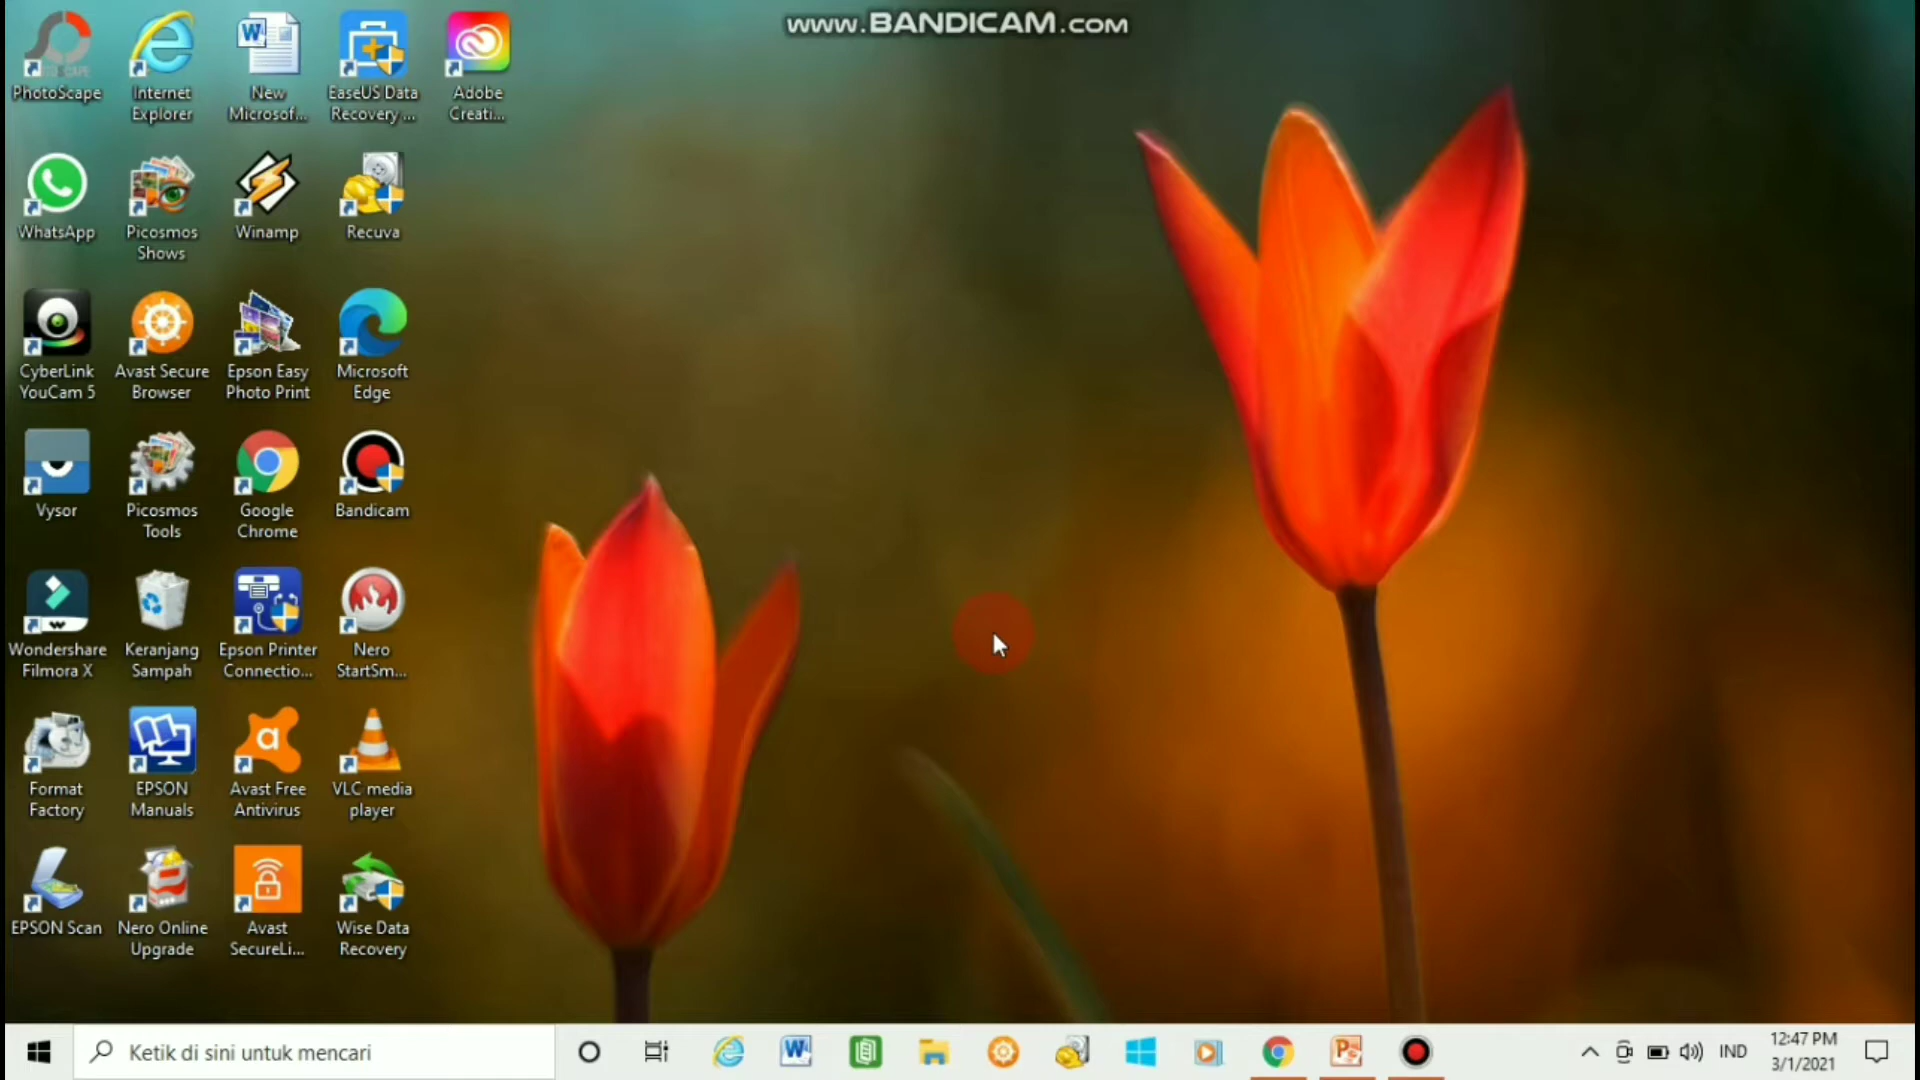 www.BANDICAM.com
PhotoScape
Internet
Explorer
New
Microsof...
EaseUS Data
Recovery ...
Adobe
Creati...
WhatsApp
Picosmos
Shows
Winamp
Recuva
CyberLink
YouCam 5
Avast Secure
Browser
Epson Easy
Photo Print
Microsoft
Edge
Vysor
Picosmos
Tools
Google
Chrome
Bandicam
Wondershare
Filmora X
Keranjang
Sampah
Epson Printer
Connectio...
Nero
StartSm...
Format
Factory
EPSON
Manuals
Avast Free
Antivirus
VLC media
player
EPSON Scan
Nero Online
Upgrade
Avast
SecureLi...
Wise Data
Recovery
Ketik di sini untuk mencari
IND
12:47 PM
3/1/2021